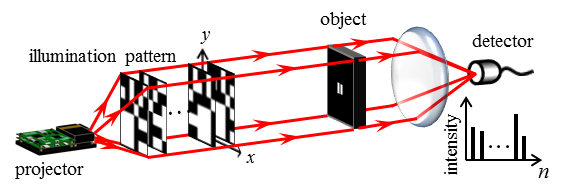 object
y
illumination pattern
detector
...
...
x
projector
intensity
...
n